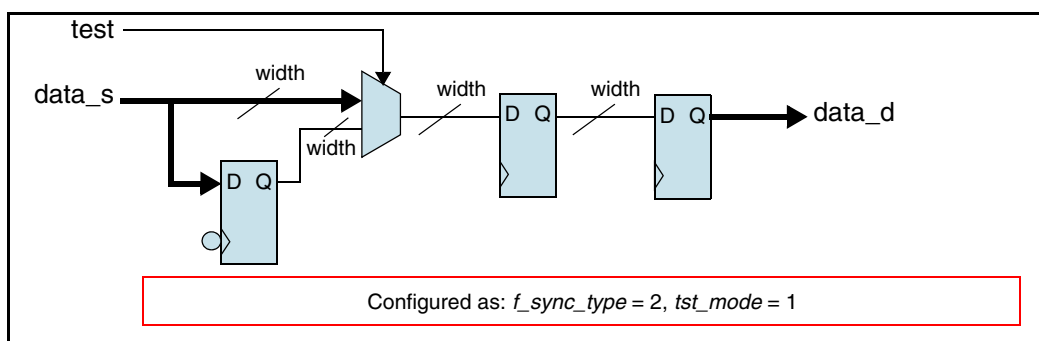 test
width
width
width
data_s
D Q
D Q
data_d
width
D Q
Configured as: f_sync_type = 2, tst_mode = 1